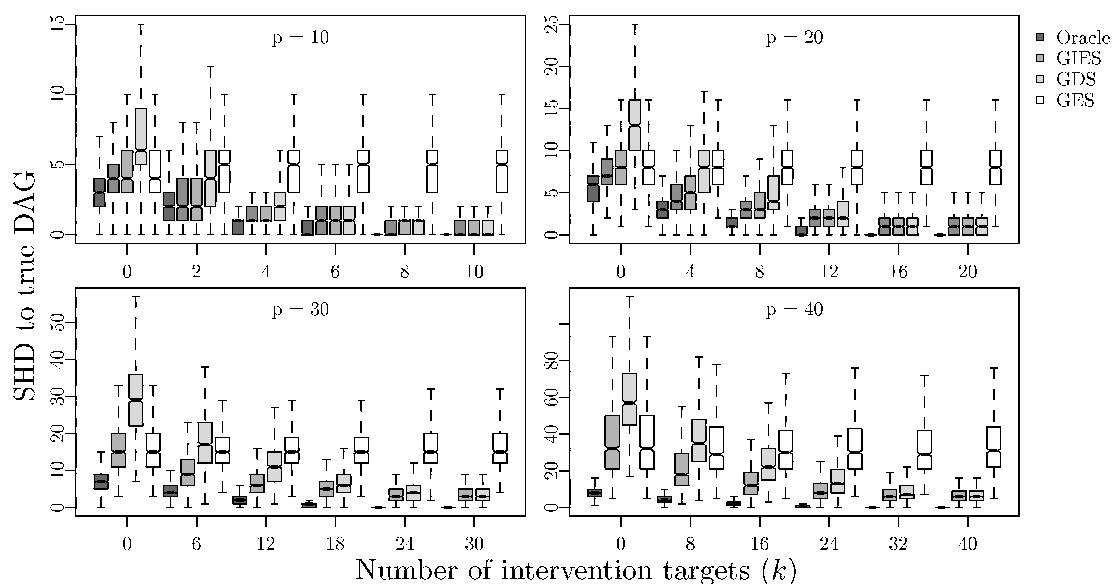 p = 10
p = 20
Oracle
GIES
GDS
GES
0 5 10 15
0 5 10 15 20 25
0 2 4 6 8 10
0 4 8 12 16 20
SHD to true DAG
p = 30
p = 40
0 10 20 30 40 50
0 20 40 60 80
0 6 12 18 24 30
0 8 16 24 32 40
Number of intervention targets (k)